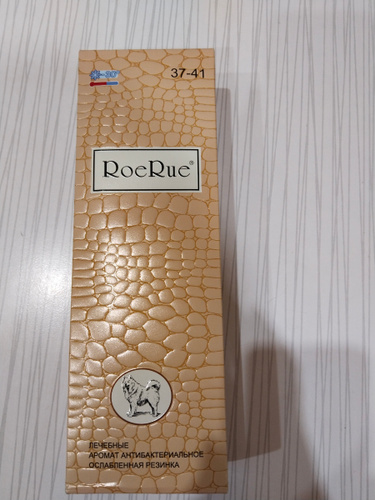 37-41
RoeRue®
ЛЕЧЕБНЫЕ
АРОМАТ АНТИБАКТЕРИАЛЬНОЕ
ОСЛАБЛЕННАЯ РЕЗИНКА